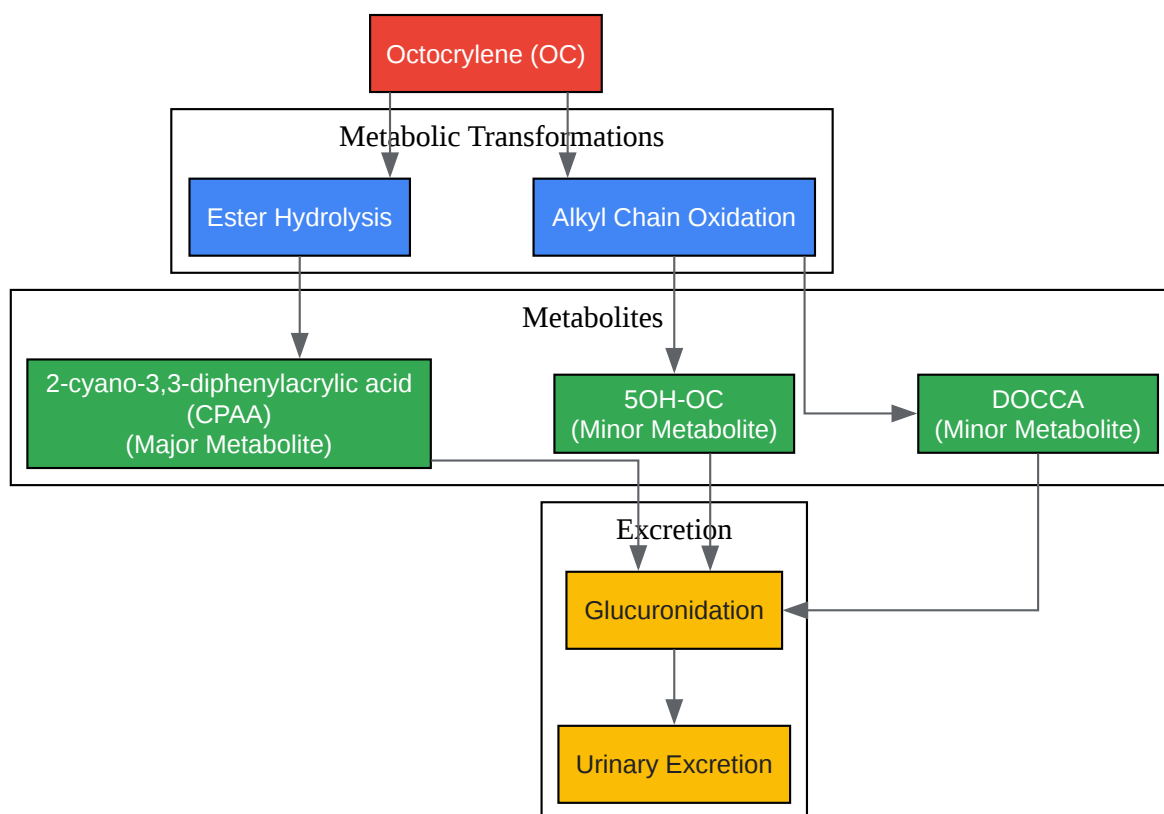 Octocrylene (OC)
Metabolic Transformations
Ester Hydrolysis
Alkyl Chain Oxidation
Metabolites
2-cyano-3,3-diphenylacrylic acid
(CPAA)
(Major Metabolite)
5OH-OC
(Minor Metabolite)
DOCCA
(Minor Metabolite)
Excretion
Glucuronidation
Urinary Excretion